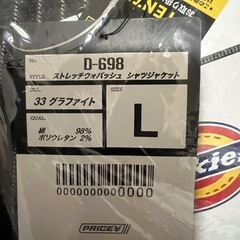 No. D-698
STYLE. ストレッチウォバッシュ シャツジャケット
COL. SIZE.
33 グラファイト
L
QUAL.
綿 98%
ポリウレタン 2%
0000000000000
PRICE¥